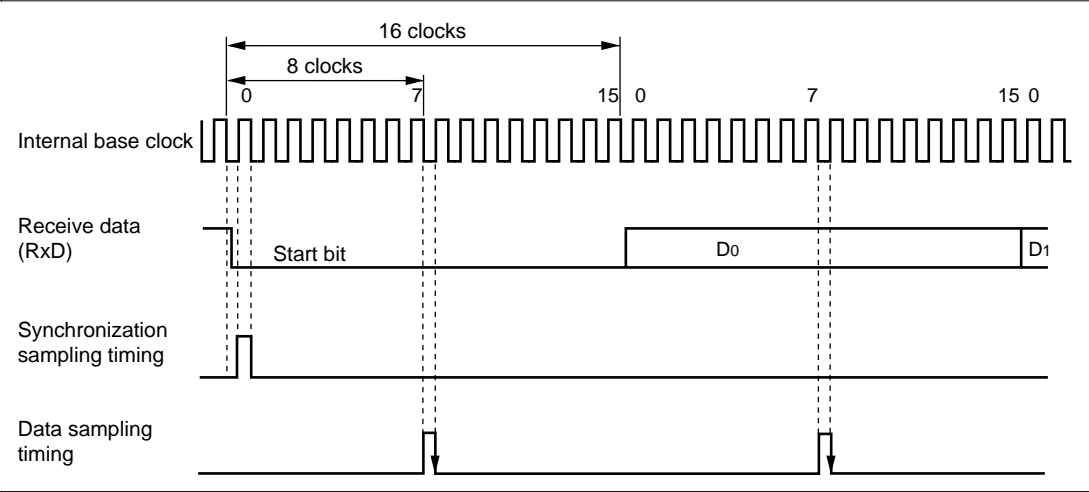 16 clocks
8 clocks
0 7 15 0 7 15 0
Internal base clock
Receive data
(RxD)
Start bit D0 D1
Synchronization
sampling timing
Data sampling
timing